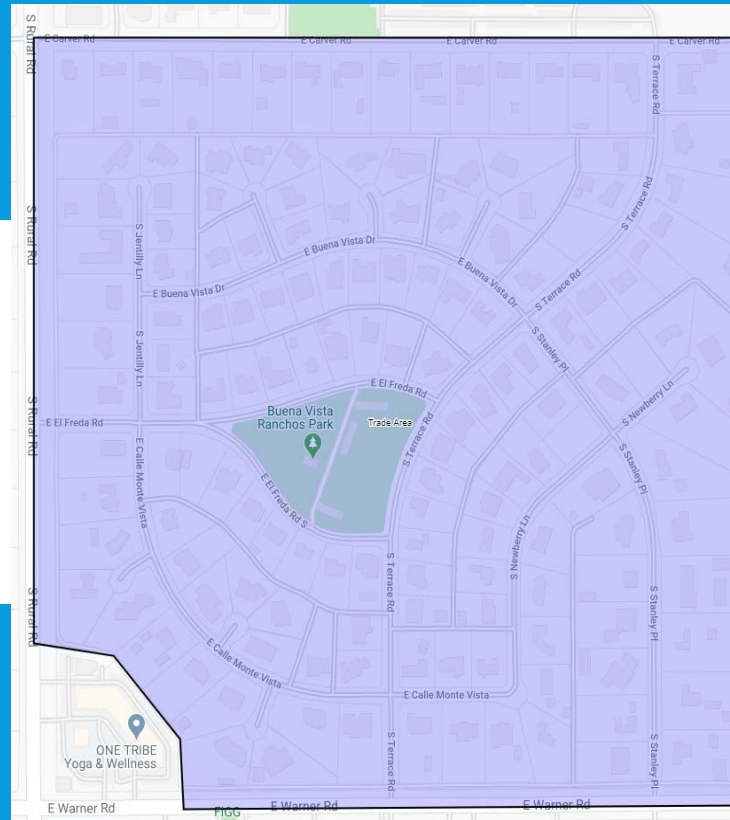 S Rural Rd
E Carver Rd
E Carver Rd
E Carver Rd
E Carver Rd
S Terrace Rd
S Terrace Rd
S Rural Rd
S Jentilly Ln
E Buena Vista Dr
E Buena Vista Dr
E Buena Vista Dr
S Terrace Rd
S Jentilly Ln
S Stanley Pl
E El Freda Rd
S Newberry Ln
S Rural Rd
E El Freda Rd
Buena Vista
Ranchos Park
Trade Area
S Terrace Rd
E Calle Monte Vista
S Stanley Pl
E El Freda Rd S
S Newberry Ln
S Terrace Rd
S Rural Rd
S Stanley Pl
E Calle Monte Vista
E Calle Monte Vista
S Terrace Rd
S Stanley Pl
ONE TRIBE
Yoga & Wellness
E Warner Rd
FIGG
E Warner Rd
E Warner Rd